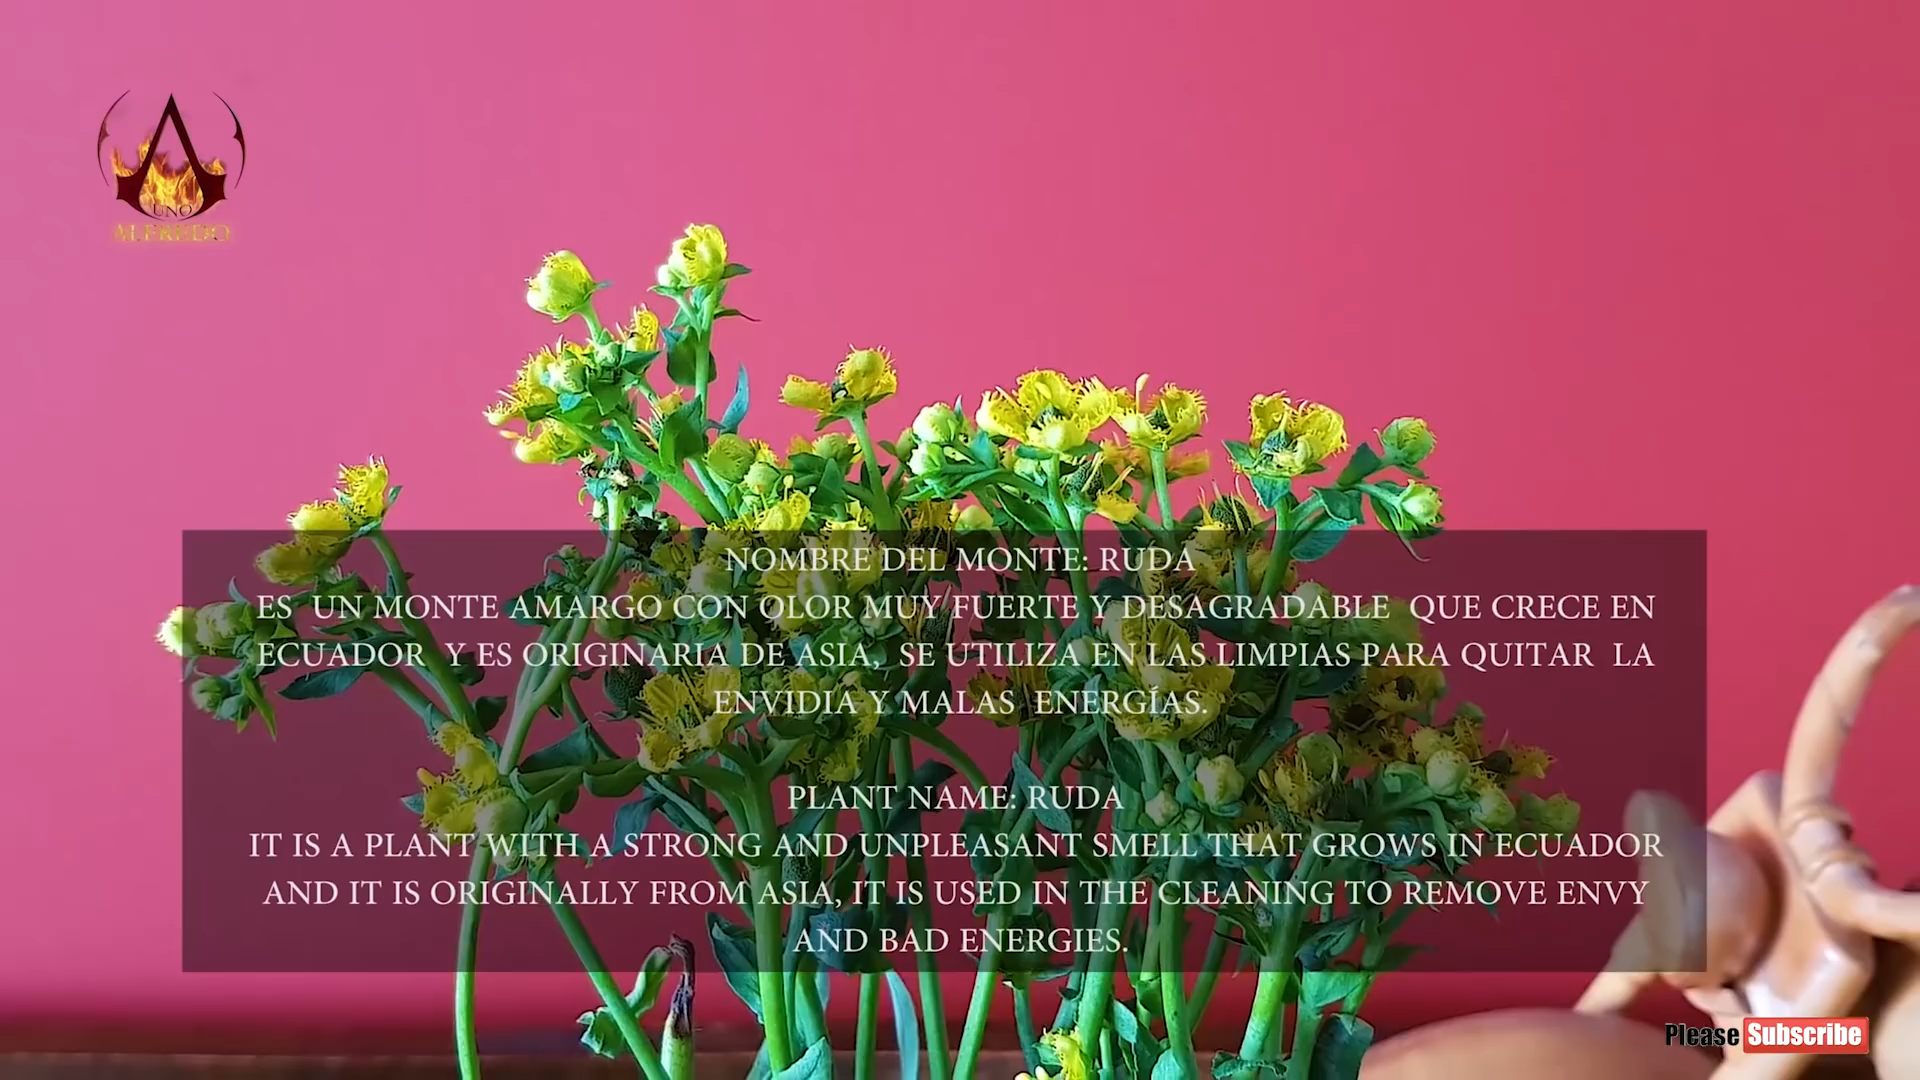 UNO
ALFREDO
NOMBRE DEL MONTE: RUDA
ES UN MONTE AMARGO CON OLOR MUY FUERTE Y DESAGRADABLE QUE CRECE EN
ECUADOR Y ES ORIGINARIA DE ASIA, SE UTILIZA EN LAS LIMPIAS PARA QUITAR LA
ENVIDIA Y MALAS ENERGÍAS.
PLANT NAME: RUDA
IT IS A PLANT WITH A STRONG AND UNPLEASANT SMELL THAT GROWS IN ECUADOR
AND IT IS ORIGINALLY FROM ASIA, IT IS USED IN THE CLEANING TO REMOVE ENVY
AND BAD ENERGIES.
Please Subscribe